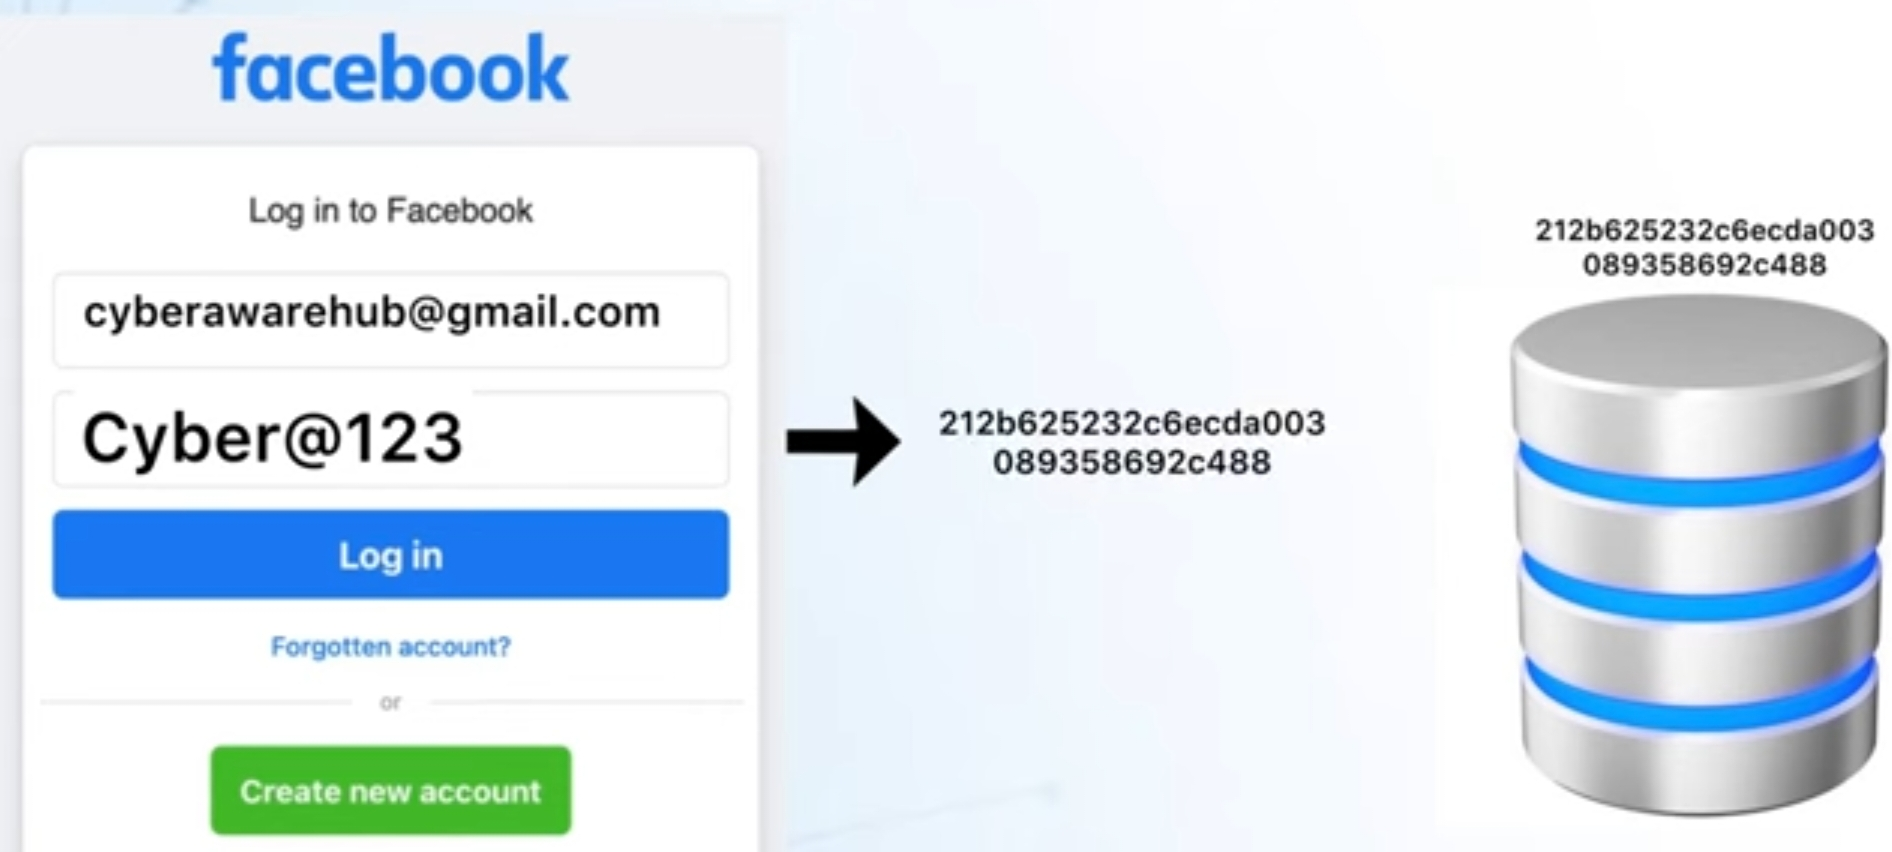 facebook
Log in to Facebook
cyberawarehub@gmail.com
Cyber@123
Log in
Forgotten account?
or
Create new account
212b625232c6ecda003
089358692c488
212b625232c6ecda003
089358692c488